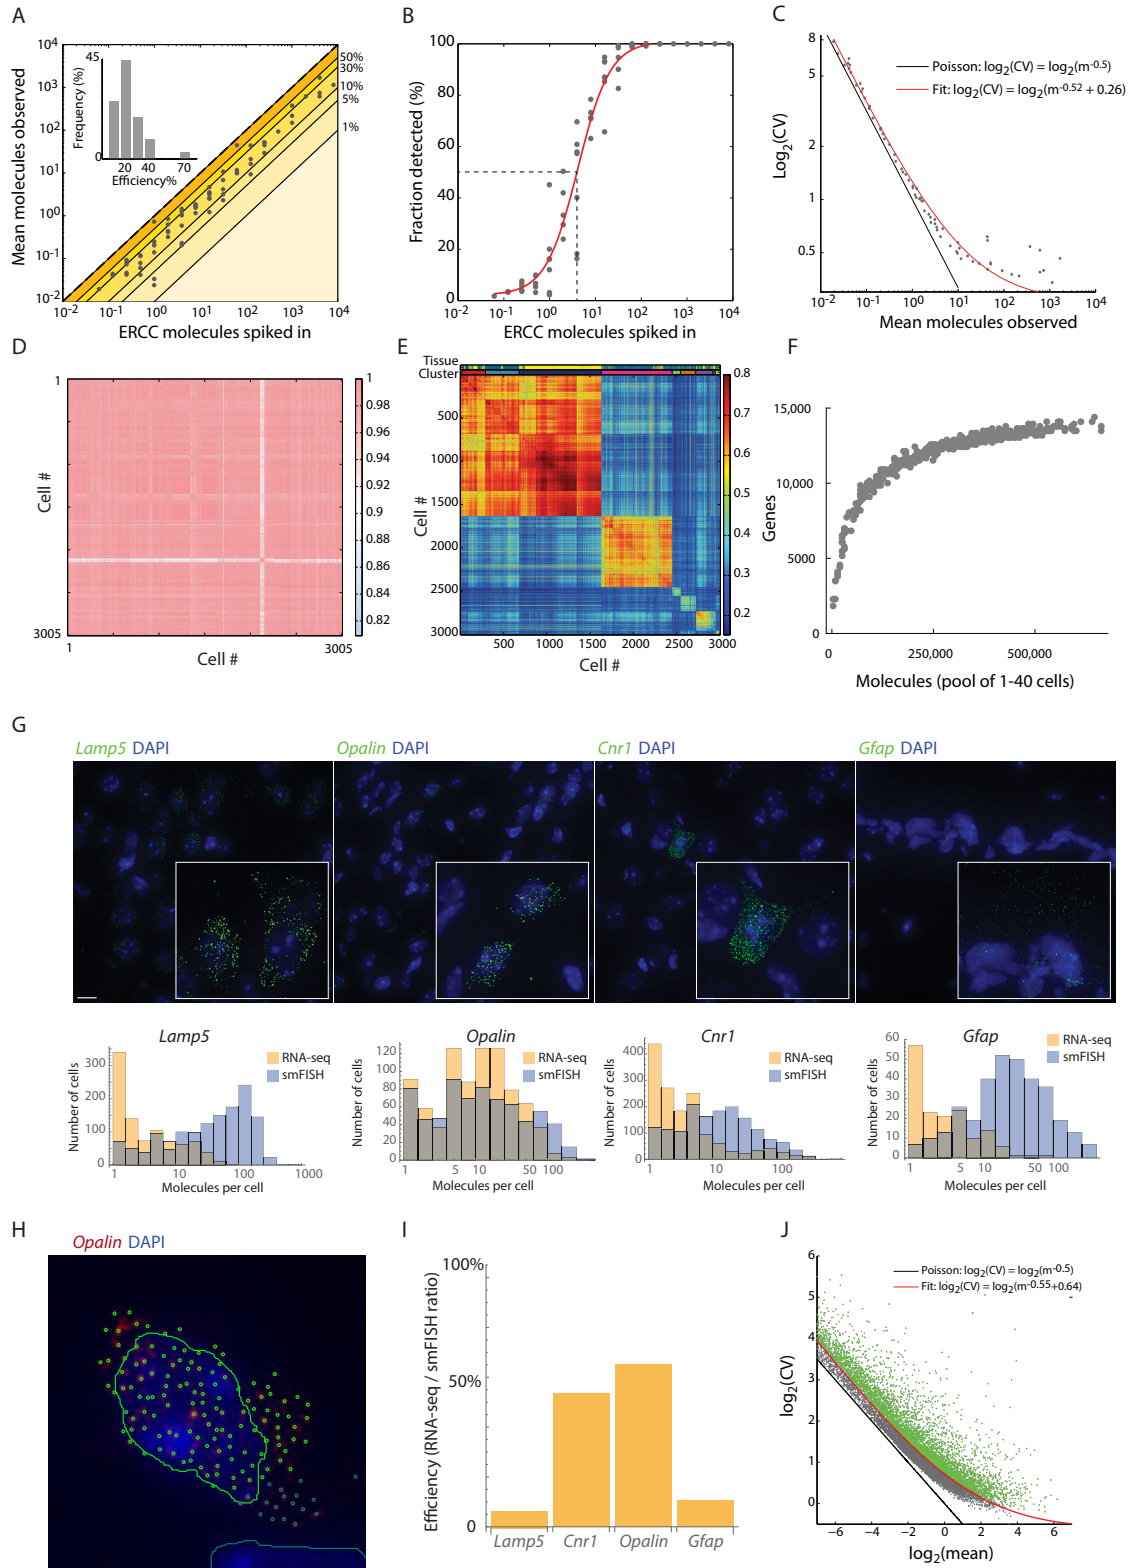 A
10^4
10^3
10^2
10^1
10^0
10^-1
10^-2
Mean molecules observed
45
0
Frequency (%)
20 40 70
Efficiency%
50%
30%
10%
5%
1%
10^-2 10^-1 10^0 10^1 10^2 10^3 10^4
ERCC molecules spiked in
B
100
80
60
40
20
0
Fraction detected (%)
10^-2 10^-1 10^0 10^1 10^2 10^3 10^4
ERCC molecules spiked in
C
8
5
2
1
0.5
Log2(CV)
Poisson: log2(CV) = log2(m^-0.5)
Fit: log2(CV) = log2(m^-0.52 + 0.26)
10^-2 10^-1 10^0 10^1 10^2 10^3 10^4
Mean molecules observed
D
1
3005
Cell #
1 3005
Cell #
1
0.98
0.96
0.94
0.92
0.9
0.88
0.86
0.84
0.82
E
Tissue
Cluster
500
1000
1500
2000
2500
3000
Cell #
500 1000 1500 2000 2500 3000
Cell #
0.8
0.7
0.6
0.5
0.4
0.3
0.2
F
15,000
10,000
5000
0
Genes
0 250,000 500,000
Molecules (pool of 1-40 cells)
G
Lamp5 DAPI
Opalin DAPI
Cnr1 DAPI
Gfap DAPI
Lamp5
RNA-seq
smFISH
300
200
100
0
Number of cells
1 10 100 1000
Molecules per cell
Opalin
RNA-seq
smFISH
120
100
80
60
40
20
0
Number of cells
1 5 10 50 100
Molecules per cell
Cnr1
RNA-seq
smFISH
400
300
200
100
0
Number of cells
1 10 100
Molecules per cell
Gfap
RNA-seq
smFISH
60
50
40
30
20
10
0
Number of cells
1 5 10 50 100
Molecules per cell
H
Opalin DAPI
I
100%
50%
0
Efficiency (RNA-seq / smFISH ratio)
Lamp5 Cnr1 Opalin Gfap
J
6
5
4
3
2
1
0
log2(CV)
Poisson: log2(CV) = log2(m^-0.5)
Fit: log2(CV) = log2(m^-0.55+0.64)
−6 −4 −2 0 2 4 6
log2(mean)